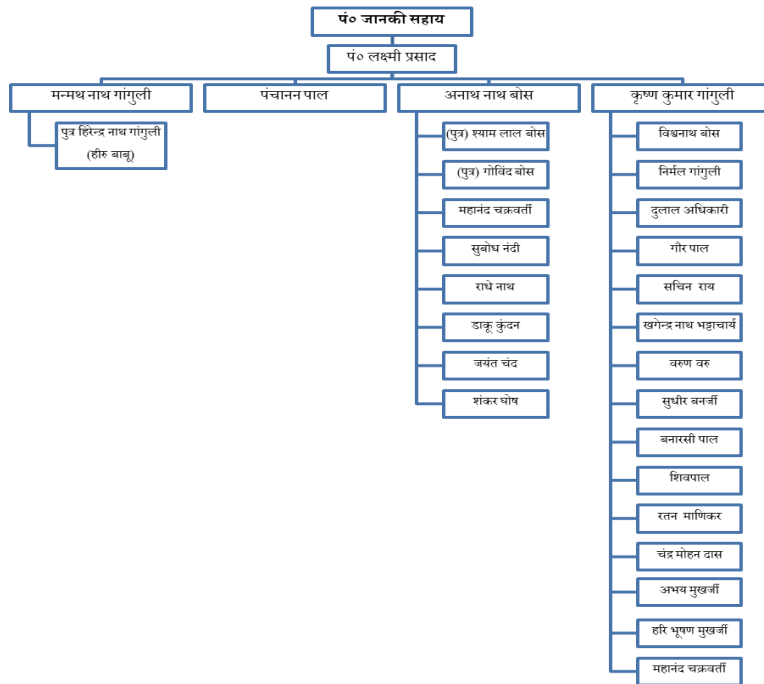 पं० जानकी सहाय
पं० लक्ष्मी प्रसाद
मन्मथ नाथ गांगुली
पंचानन पाल
अनाथ नाथ बोस
कृष्ण कुमार गांगुली
पुत्र हिरेन्द्र नाथ गांगुली
(हीरु बाबू)
(पुत्र) श्याम लाल बोस
(पुत्र) गोविंद बोस
महानंद चक्रवर्ती
सुबोध नंदी
राधे नाथ
डाकू कुंदन
जयंत चंद
शंकर घोष
विश्वनाथ बोस
निर्मल गांगुली
दुलाल अधिकारी
गौर पाल
सचिन राय
खगेन्द्र नाथ भट्टाचार्य
वरुण वरु
सुधीर बनर्जी
बनारसी पाल
शिवपाल
रतन माणिकर
चंद्र मोहन दास
अभय मुखर्जी
हरि भूषण मुखर्जी
महानंद चक्रवर्ती